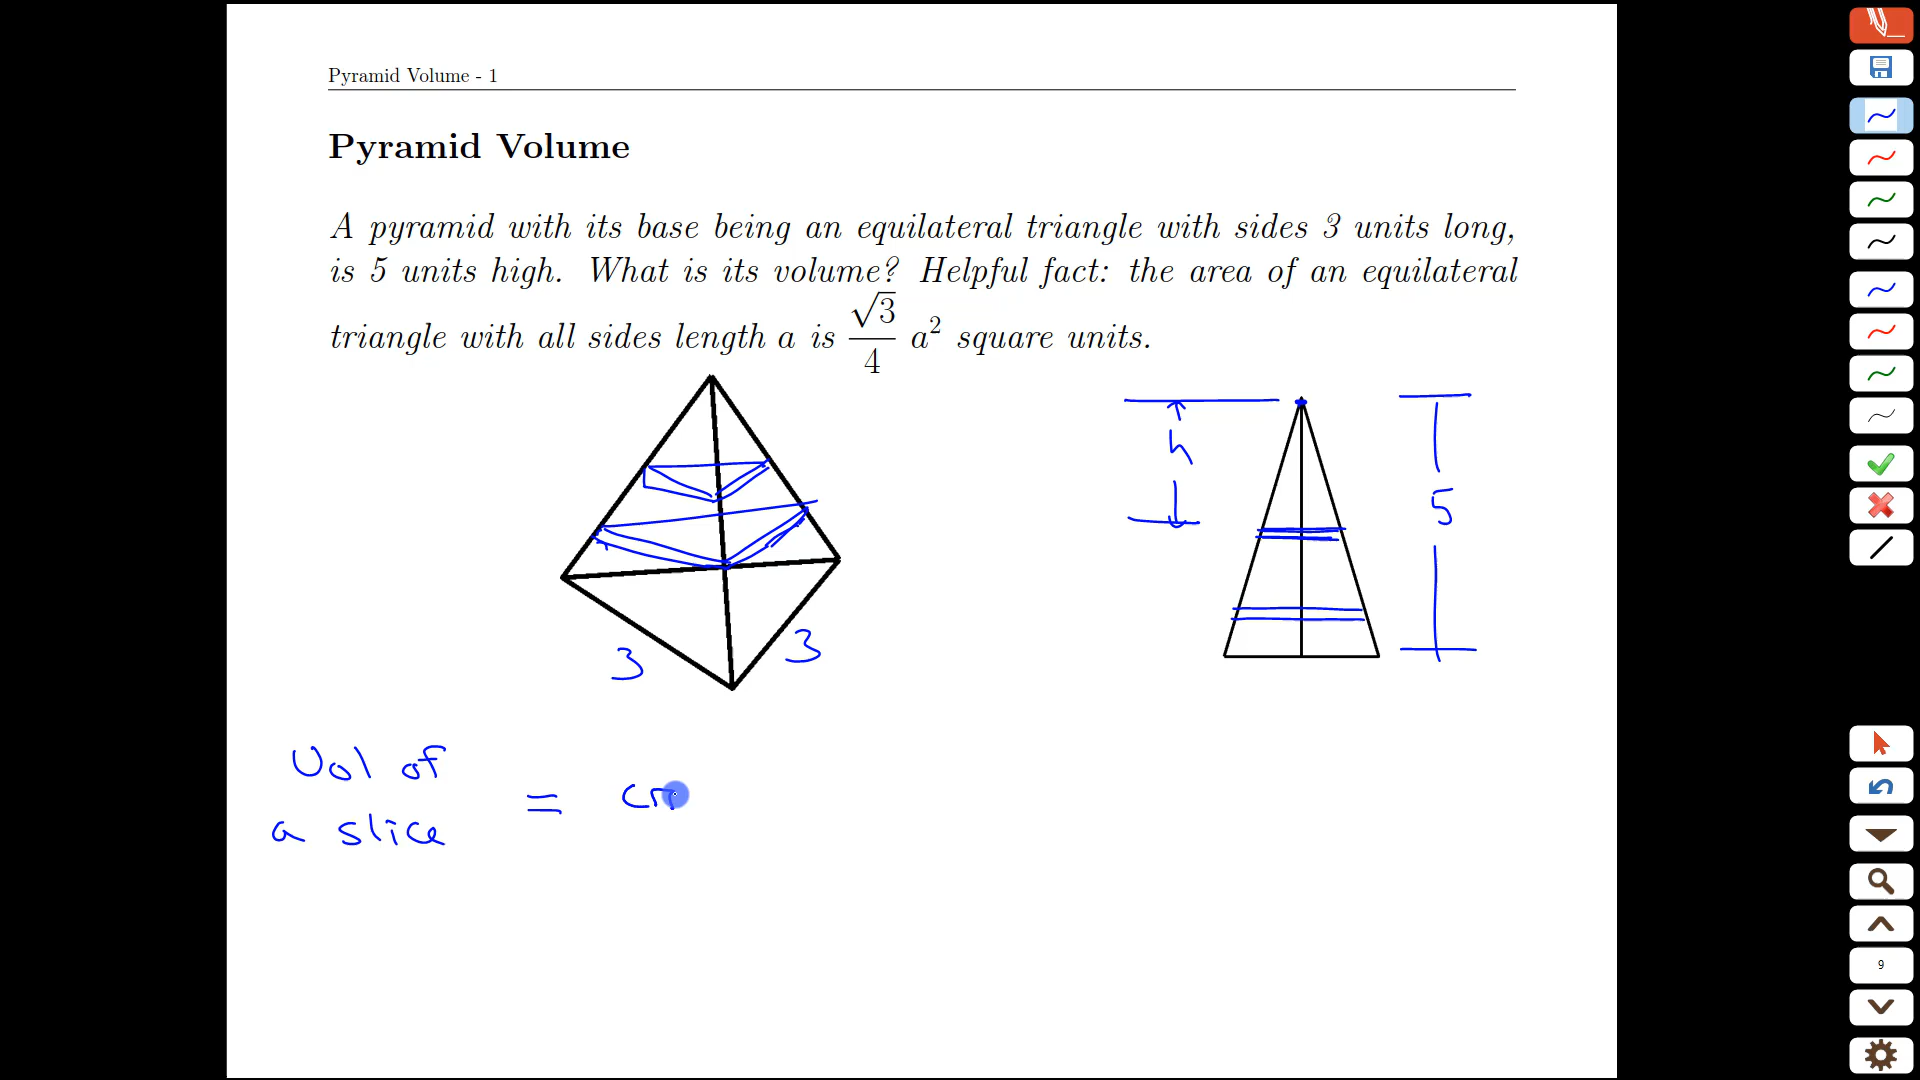 Pyramid Volume - 1
Pyramid Volume
A pyramid with its base being an equilateral triangle with sides 3 units long,
is 5 units high. What is its volume? Helpful fact: the area of an equilateral
triangle with all sides length a is √3/4 a² square units.
h
5
3
3
Vol of
a slice
=
9